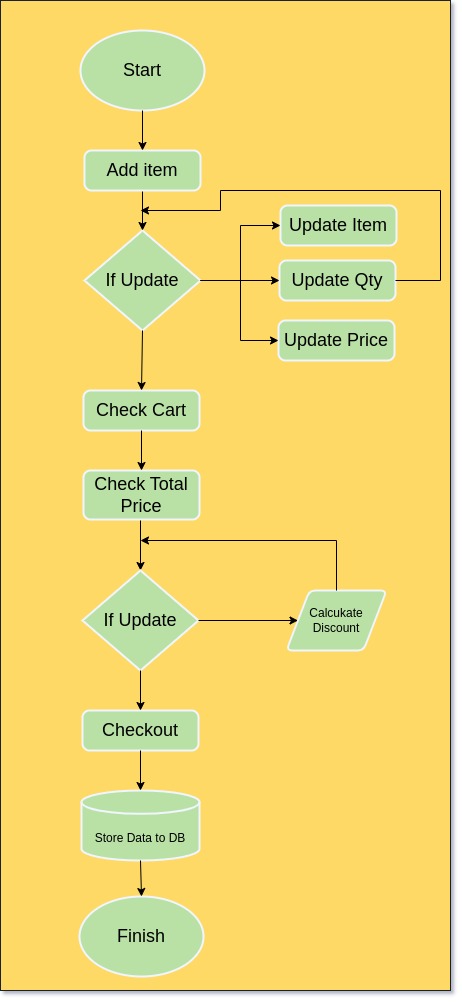 Start
Add item
If Update
Update Item
Update Qty
Update Price
Check Cart
Check Total
Price
If Update
Calcukate
Discount
Checkout
Store Data to DB
Finish